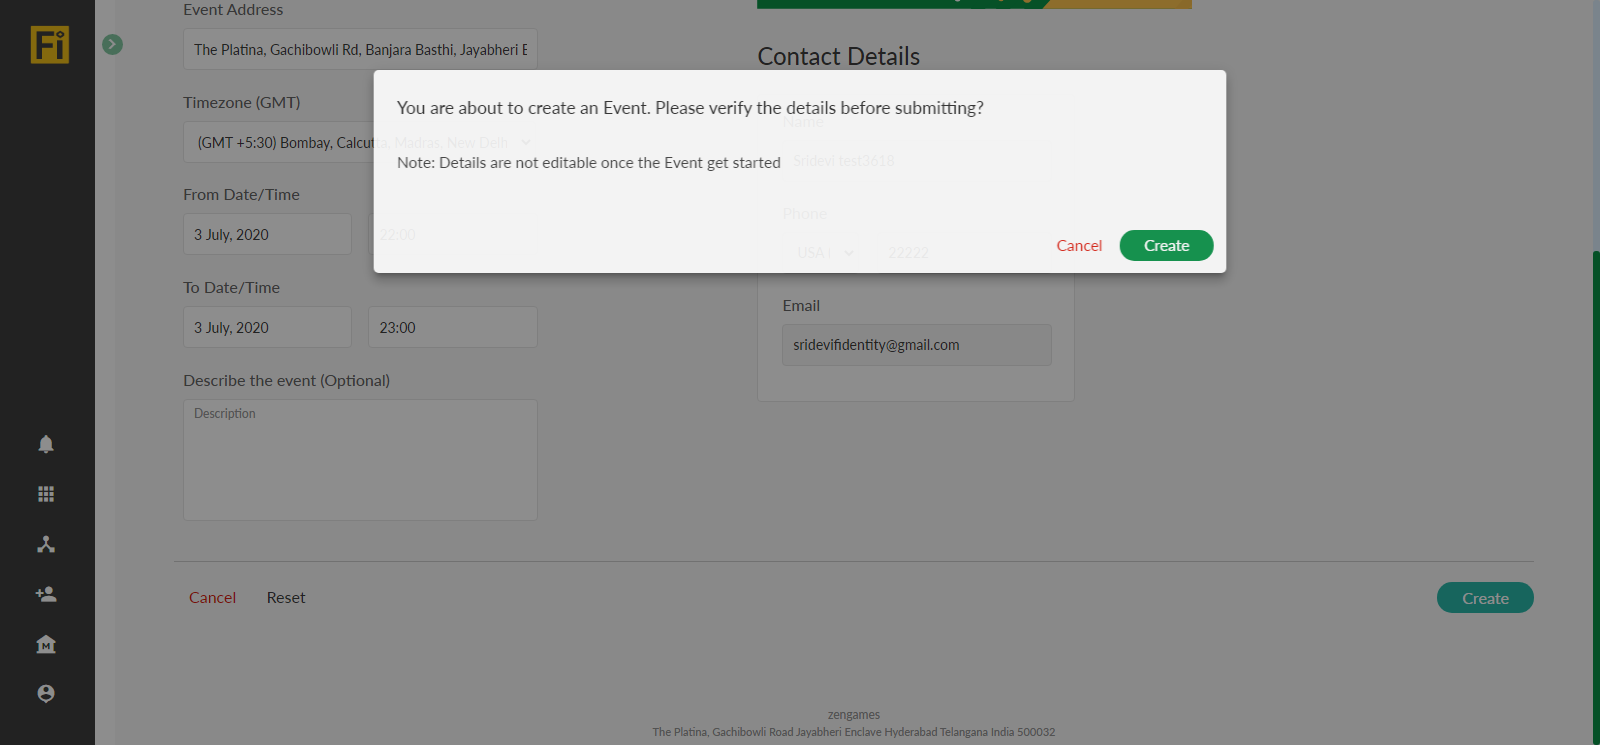 Fi
Event Address
The Platina, Gachibowli Rd, Banjara Basthi, Jayabheri E
Timezone (GMT)
(GMT +5:30) Bombay, Calcutta, Madras, New Delh
From Date/Time
3 July, 2020
22:00
To Date/Time
3 July, 2020
23:00
Describe the event (Optional)
Description
Contact Details
You are about to create an Event. Please verify the details before submitting?
Note: Details are not editable once the Event get started
Cancel
Create
Name
Sridevi test3618
Phone
USA
22222
Email
sridevifidentity@gmail.com
Cancel
Reset
Create
M
zengames
The Platina, Gachibowli Road Jayabheri Enclave Hyderabad Telangana India 500032